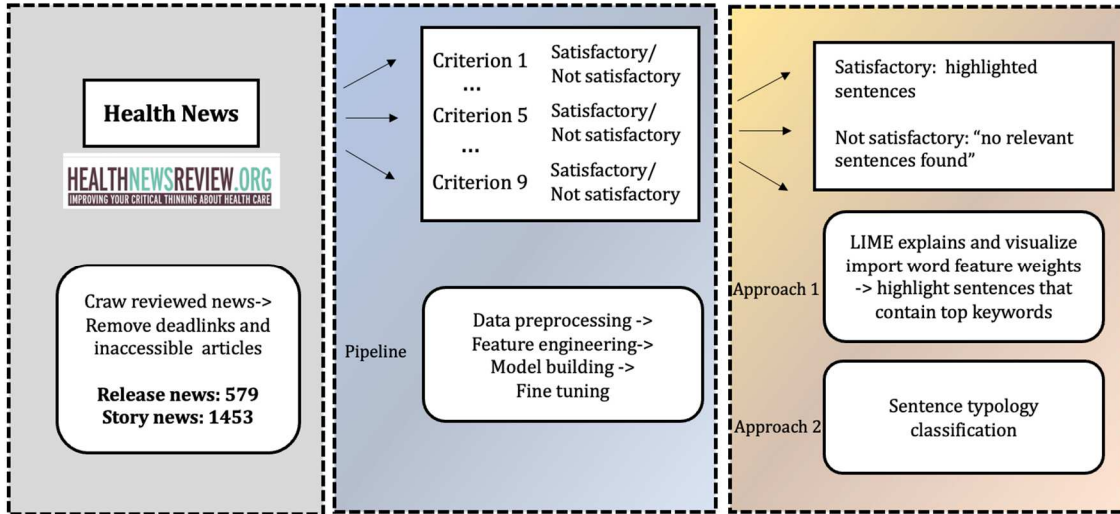 Health News
HEALTHNEWSREVIEW.ORG
IMPROVING YOUR CRITICAL THINKING ABOUT HEALTH CARE
Craw reviewed news->
Remove deadlinks and
inaccessible articles
Release news: 579
Story news: 1453
Criterion 1
Satisfactory/
Not satisfactory
...
Criterion 5
Satisfactory/
Not satisfactory
...
Criterion 9
Satisfactory/
Not satisfactory
Pipeline
Data preprocessing ->
Feature engineering->
Model building ->
Fine tuning
Satisfactory: highlighted
sentences
Not satisfactory: “no relevant
sentences found”
Approach 1
LIME explains and visualize
import word feature weights
-> highlight sentences that
contain top keywords
Approach 2
Sentence typology
classification